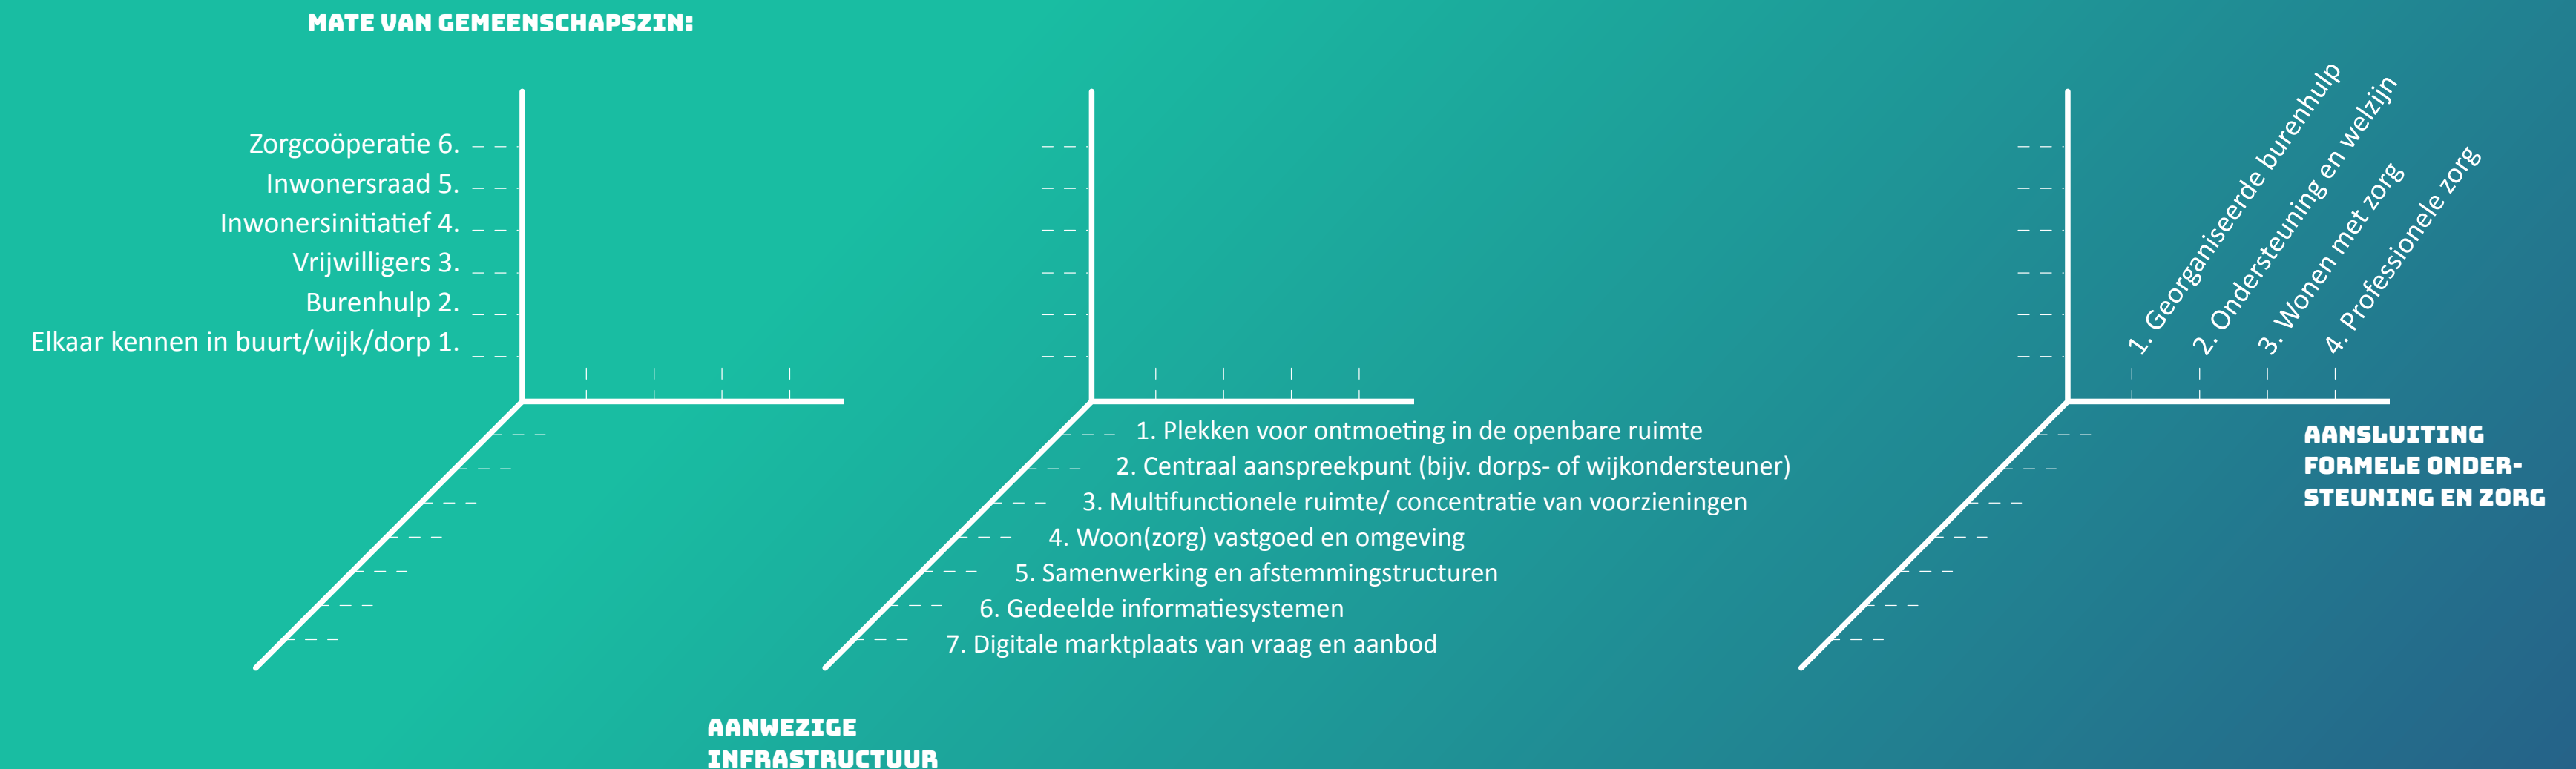 MATE VAN GEMEENSCHAPSZIN:
Zorgcoöperatie 6.
Inwonersraad 5.
Inwonersinitiatief 4.
Vrijwilligers 3.
Burenhulp 2.
Elkaar kennen in buurt/wijk/dorp 1.
1. Plekken voor ontmoeting in de openbare ruimte
2. Centraal aanspreekpunt (bijv. dorps- of wijkondersteuner)
3. Multifunctionele ruimte/ concentratie van voorzieningen
4. Woon(zorg) vastgoed en omgeving
5. Samenwerking en afstemmingstructuren
6. Gedeelde informatiesystemen
7. Digitale marktplaats van vraag en aanbod
AANWEZIGE
INFRASTRUCTUUR
1. Georganiseerde burenhulp
2. Ondersteuning en welzijn
3. Wonen met zorg
4. Professionele zorg
AANSLUITING
FORMELE ONDER-
STEUNING EN ZORG